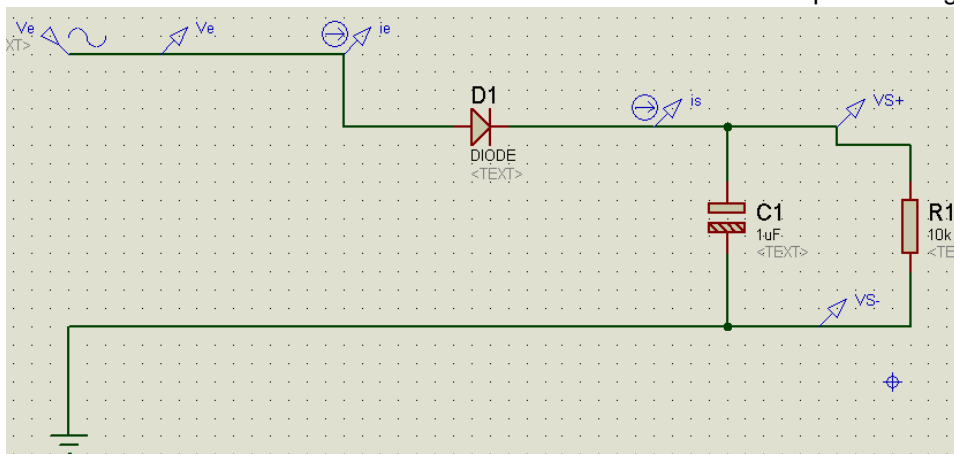 Ve
Ve
ie
XT>
D1
is
VS+
DIODE
<TEXT>
C1
R1
1uF
10k
<TEXT>
<TE
VS-